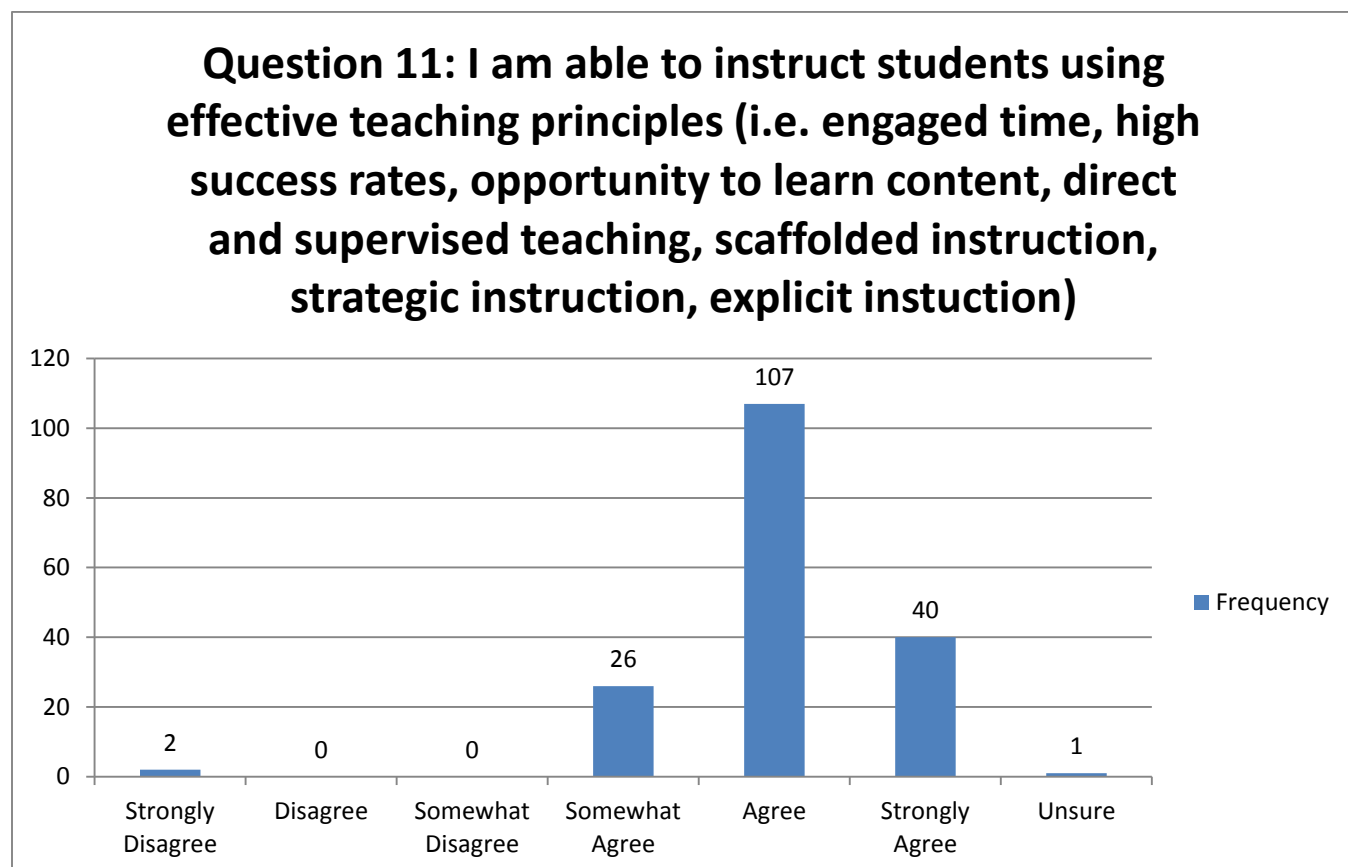 Question 11: I am able to instruct students using
effective teaching principles (i.e. engaged time, high
success rates, opportunity to learn content, direct
and supervised teaching, scaffolded instruction,
strategic instruction, explicit instuction)
120
107
100
80
60
40
40
26
20
2
0
0
1
0
Frequency
Strongly
Disagree
Disagree
Somewhat
Disagree
Somewhat
Agree
Agree
Strongly
Agree
Unsure